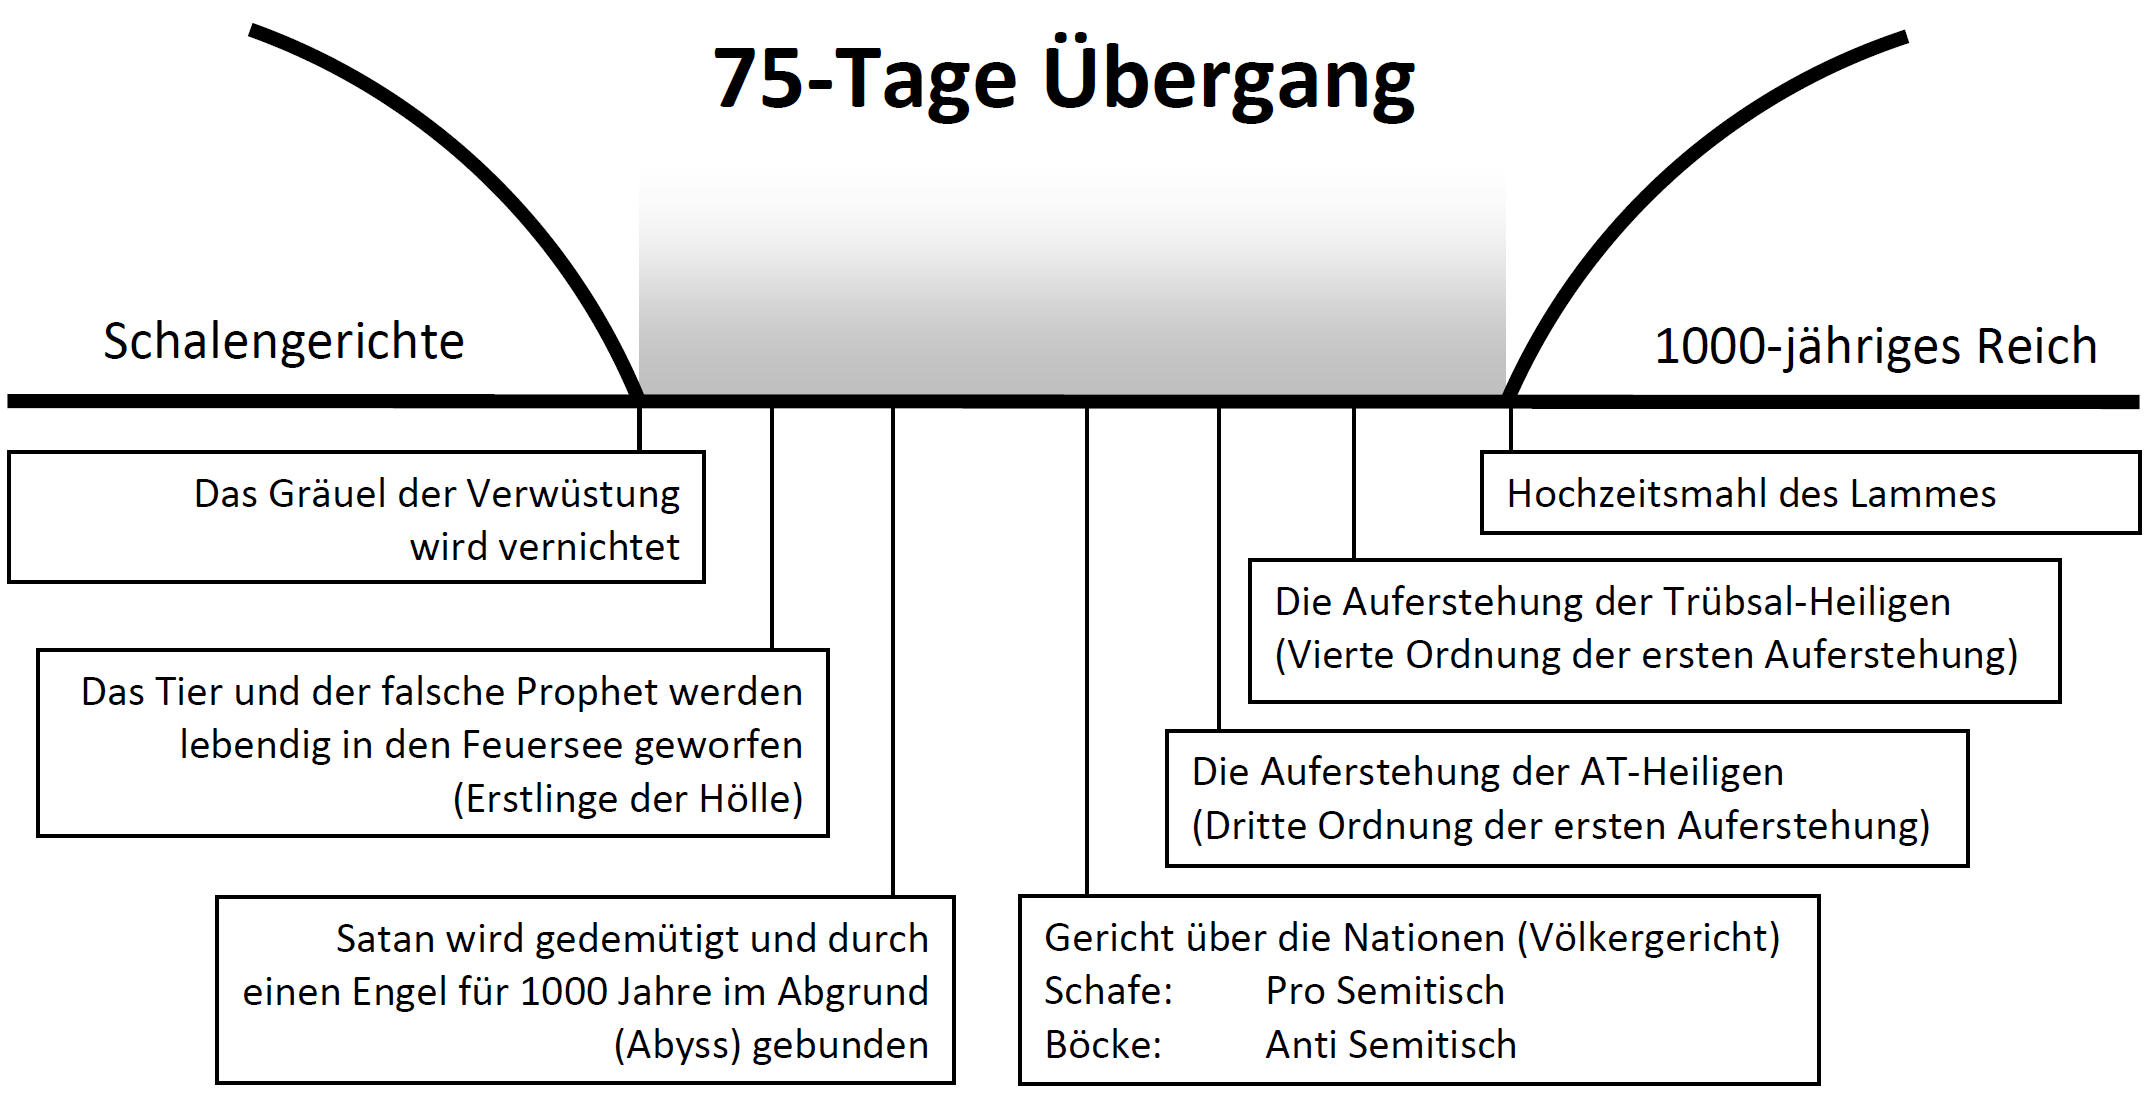 75-Tage Übergang
Schalengerichte
1000-jähriges Reich
Das Gräuel der Verwüstung
wird vernichtet
Das Tier und der falsche Prophet werden
lebendig in den Feuersee geworfen
(Erstlinge der Hölle)
Satan wird gedemütigt und durch
einen Engel für 1000 Jahre im Abgrund
(Abyss) gebunden
Gericht über die Nationen (Völkergericht)
Schafe: Pro Semitisch
Böcke: Anti Semitisch
Die Auferstehung der AT-Heiligen
(Dritte Ordnung der ersten Auferstehung)
Die Auferstehung der Trübsal-Heiligen
(Vierte Ordnung der ersten Auferstehung)
Hochzeitsmahl des Lammes